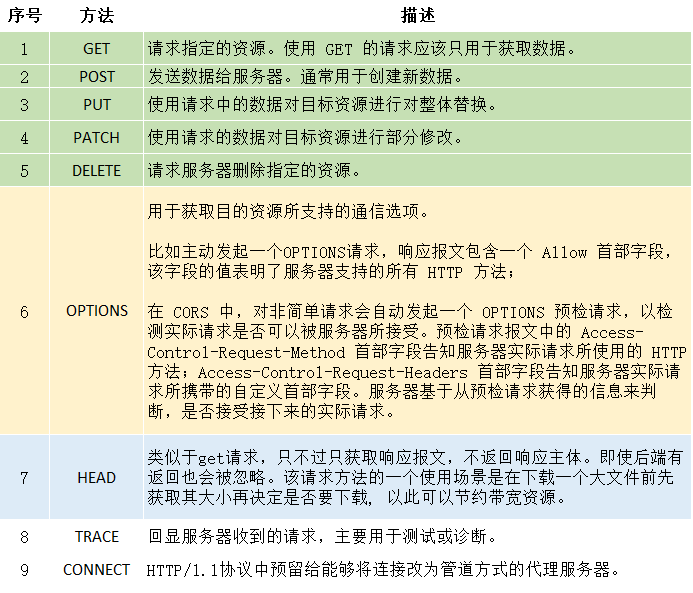 序号 方法 描述
1 GET 请求指定的资源。使用 GET 的请求应该只用于获取数据。
2 POST 发送数据给服务器。通常用于创建新数据。
3 PUT 使用请求中的数据对目标资源进行对整体替换。
4 PATCH 使用请求的数据对目标资源进行部分修改。
5 DELETE 请求服务器删除指定的资源。
用于获取目的资源所支持的通信选项。
比如主动发起一个OPTIONS请求，响应报文包含一个 Allow 首部字段，
该字段的值表明了服务器支持的所有 HTTP 方法；
6 OPTIONS 在 CORS 中，对非简单请求会自动发起一个 OPTIONS 预检请求，以检
测实际请求是否可以被服务器所接受。预检请求报文中的 Access-
Control-Request-Method 首部字段告知服务器实际请求所使用的 HTTP
方法；Access-Control-Request-Headers 首部字段告知服务器实际请
求所携带的自定义首部字段。服务器基于从预检请求获得的信息来判
断，是否接受接下来的实际请求。
类似于get请求，只不过只获取响应报文，不返回响应主体。即使后端有
7 HEAD 返回也会被忽略。该请求方法的一个使用场景是在下载一个大文件前先
获取其大小再决定是否要下载, 以此可以节约带宽资源。
8 TRACE 回显服务器收到的请求，主要用于测试或诊断。
9 CONNECT HTTP/1.1协议中预留给能够将连接改为管道方式的代理服务器。